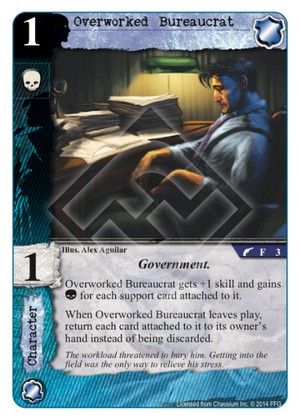 1
Overworked Bureaucrat
Illus. Alex Aguilar
F 3
1
Government.
Overworked Bureaucrat gets +1 skill and gains
for each support card attached to it.
When Overworked Bureaucrat leaves play,
return each card attached to it to its owner's
hand instead of being discarded.
The workload threatened to bury him. Getting into the
field was the only way to relieve his stress.
Character
Licensed from Chaosium Inc. © 2014 FFG